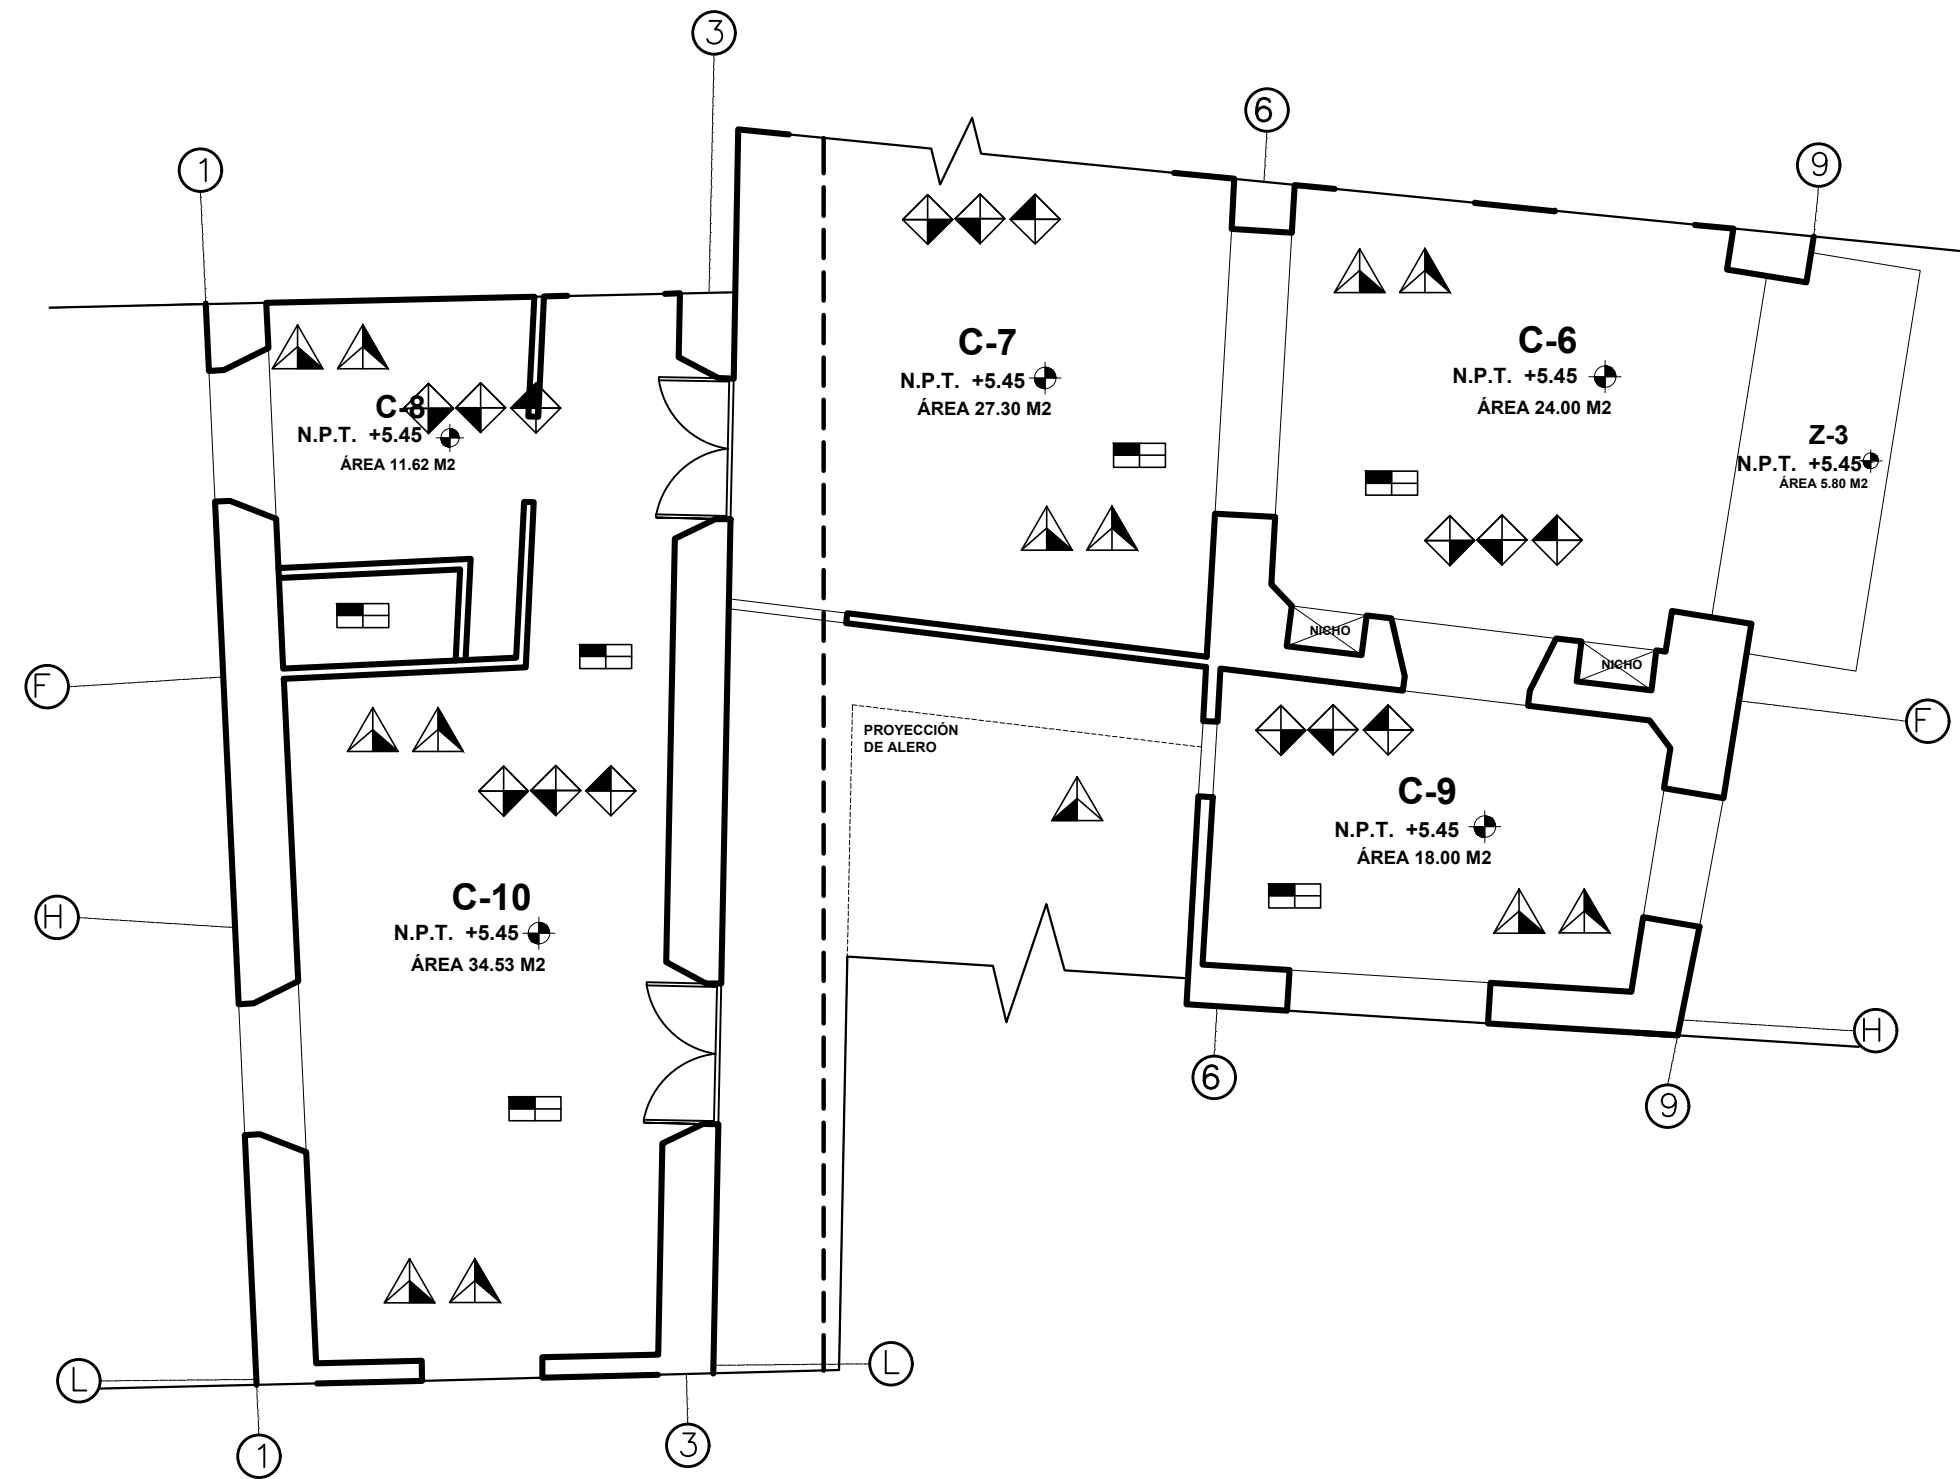 3
6
9
1
C-7
N.P.T. +5.45
ÁREA 27.30 M2
C-6
N.P.T. +5.45
ÁREA 24.00 M2
C-8
N.P.T. +5.45
ÁREA 11.62 M2
Z-3
N.P.T. +5.45
ÁREA 5.80 M2
NICHO
NICHO
F
F
PROYECCIÓN
DE ALERO
C-9
N.P.T. +5.45
ÁREA 18.00 M2
H
C-10
N.P.T. +5.45
ÁREA 34.53 M2
H
6
9
L
L
1
3